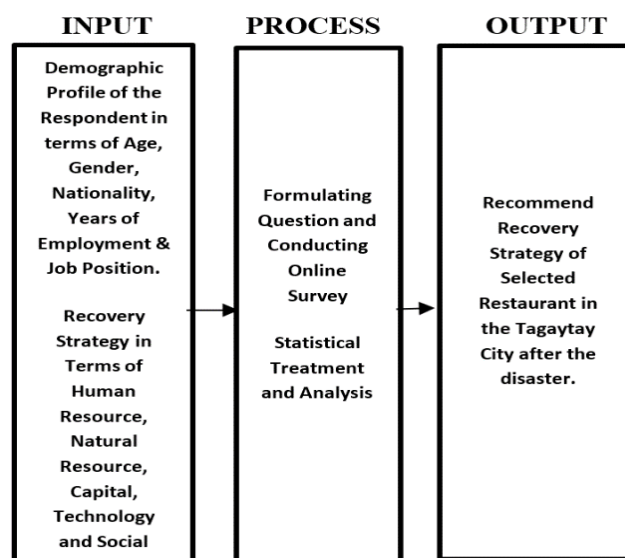 INPUT
Demographic
Profile of the
Respondent in
terms of Age,
Gender,
Nationality,
Years of
Employment &
Job Position.
Recovery
Strategy in
Terms of
Human
Resource,
Natural
Resource,
Capital,
Technology
and Social
PROCESS
Formulating
Question and
Conducting
Online
Survey
Statistical
Treatment
and Analysis
OUTPUT
Recommend
Recovery
Strategy of
Selected
Restaurant in
the Tagaytay
City after the
disaster.